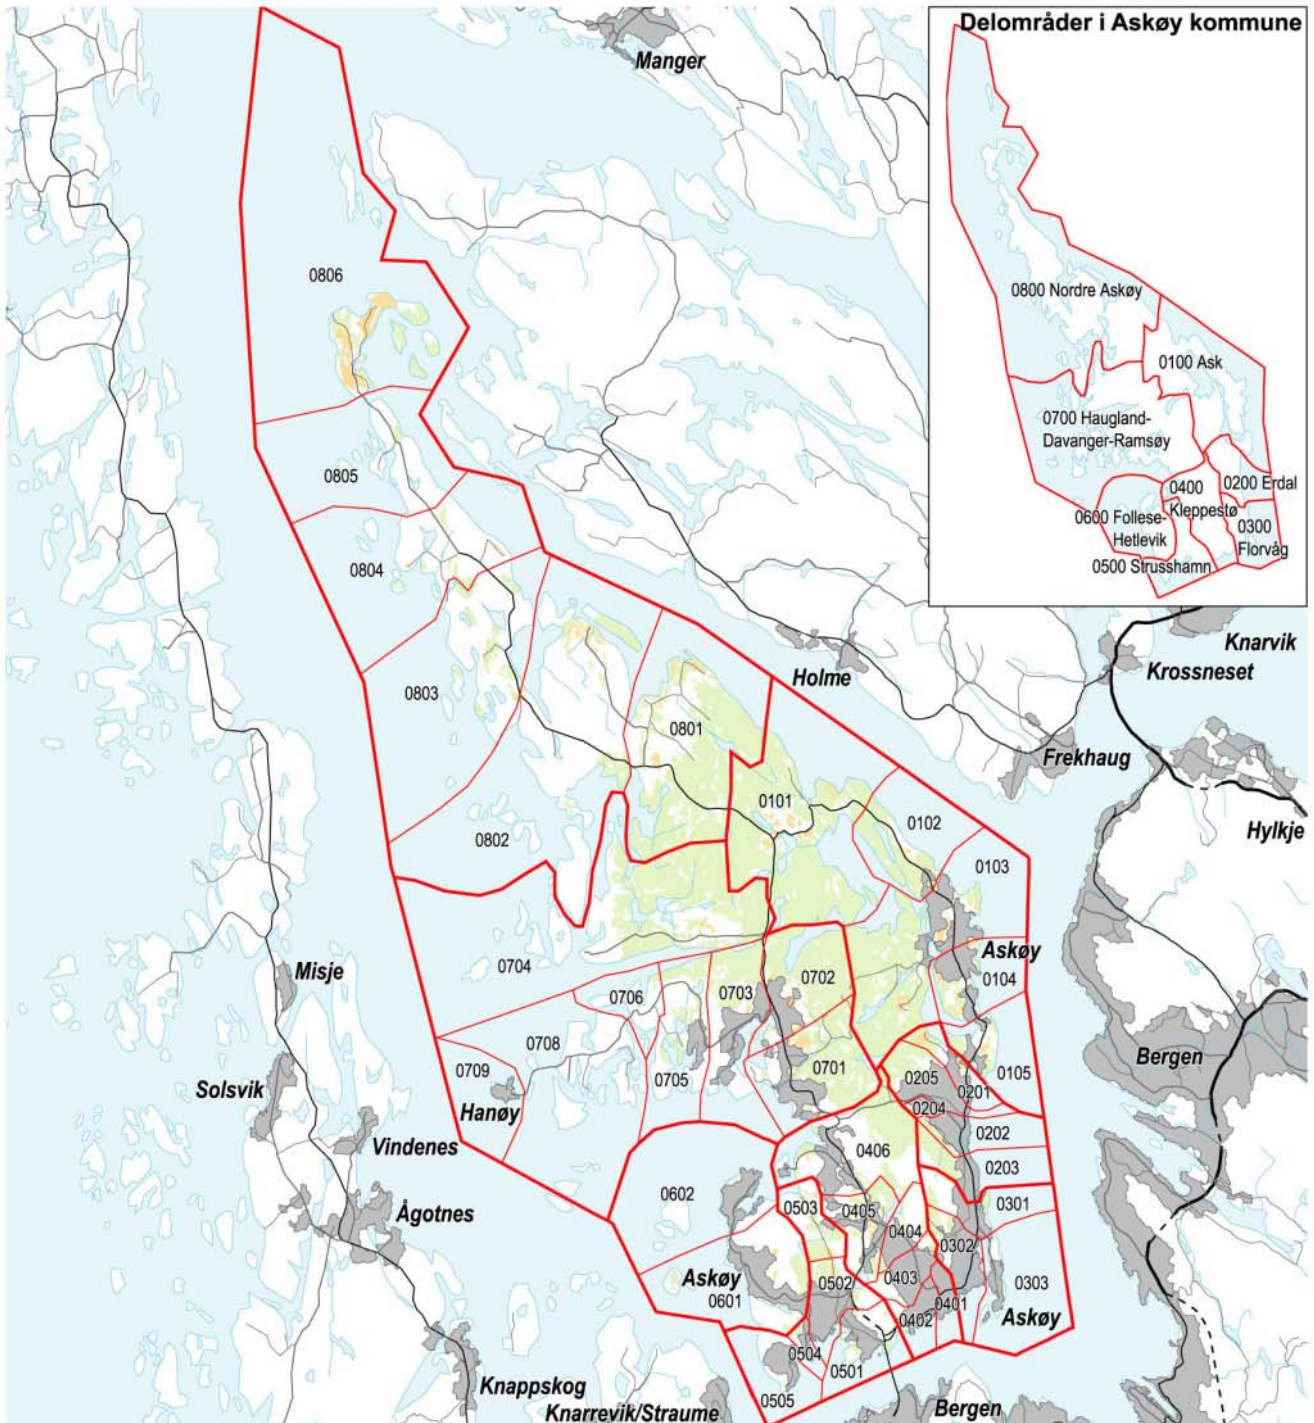 Delområder i Askøy kommune
Manger
0800 Nordre Askøy
0100 Ask
0700 Haugland-
Davanger-Ramsøy
0200 Erdal
0400
Kleppestø
0600 Follese-
Hetlevik
0300
Florvåg
0500 Strusshamn
0806
0805
0804
0803
0802
0801
0101
0102
0103
Askøy
0104
0105
Holme
Knarvik
Krossneset
Frekhaug
Hylkje
0704
0706
0703
0702
0708
0709
0705
0701
Hanøy
Misje
Solsvik
Vindenes
Ågotnes
Bergen
0205
0201
0204
0202
0203
0406
0602
0503
0405
0404
0301
0302
0303
Askøy
0601
0502
0403
0401
0402
Askøy
0504
0501
0505
Knappskog
Knarrevik/Straume
Bergen